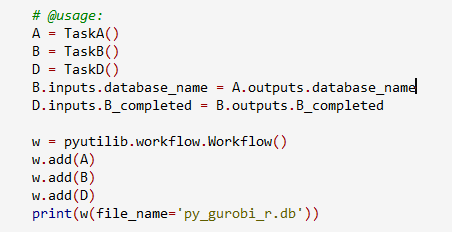 # @usage:
A = TaskA()
B = TaskB()
D = TaskD()
B.inputs.database_name = A.outputs.database_name
D.inputs.B_completed = B.outputs.B_completed
w = pyutilib.workflow.Workflow()
w.add(A)
w.add(B)
w.add(D)
print(w(file_name='py_gurobi_r.db'))